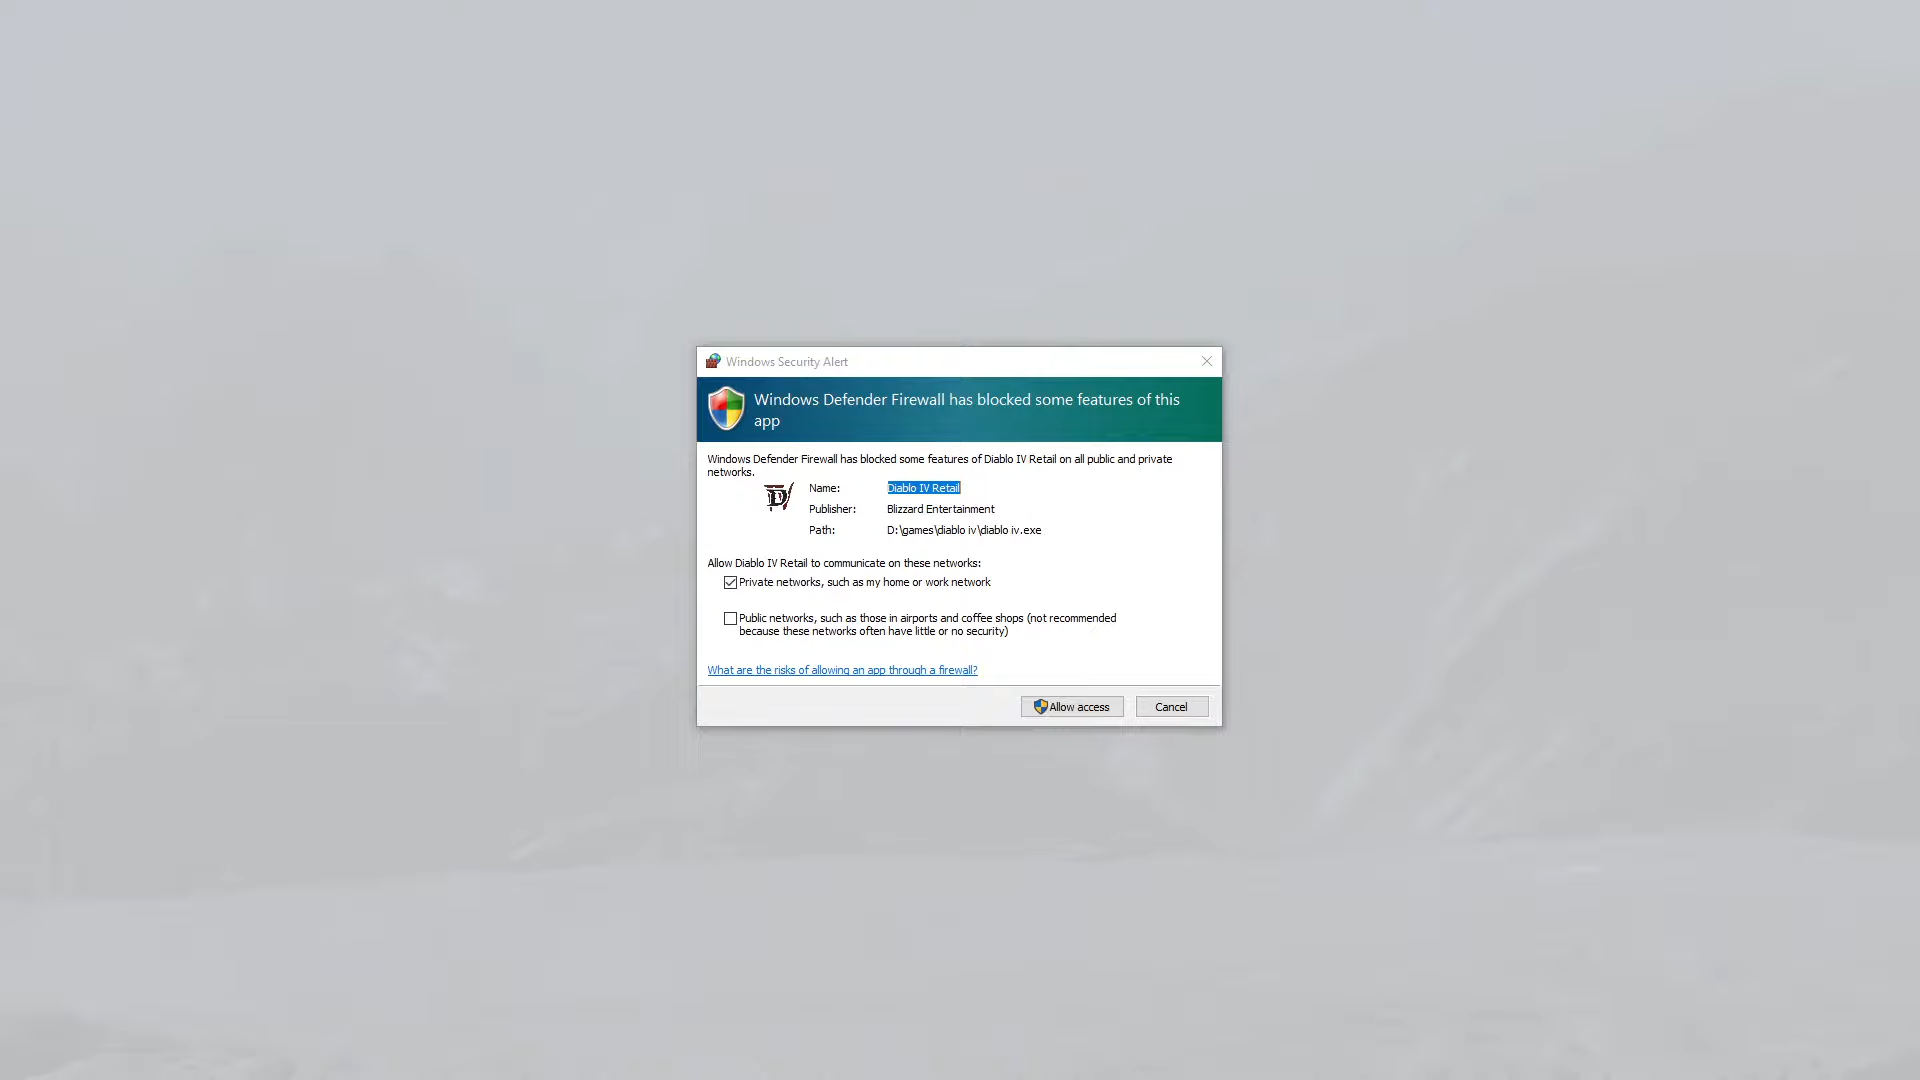 Windows Security Alert
Windows Defender Firewall has blocked some features of this
app
Windows Defender Firewall has blocked some features of Diablo IV Retail on all public and private
networks.
Name: Diablo IV Retail
Publisher: Blizzard Entertainment
Path: D:\games\diablo iv\diablo iv.exe
Allow Diablo IV Retail to communicate on these networks:
Private networks, such as my home or work network
Public networks, such as those in airports and coffee shops (not recommended
because these networks often have little or no security)
What are the risks of allowing an app through a firewall?
Allow access Cancel